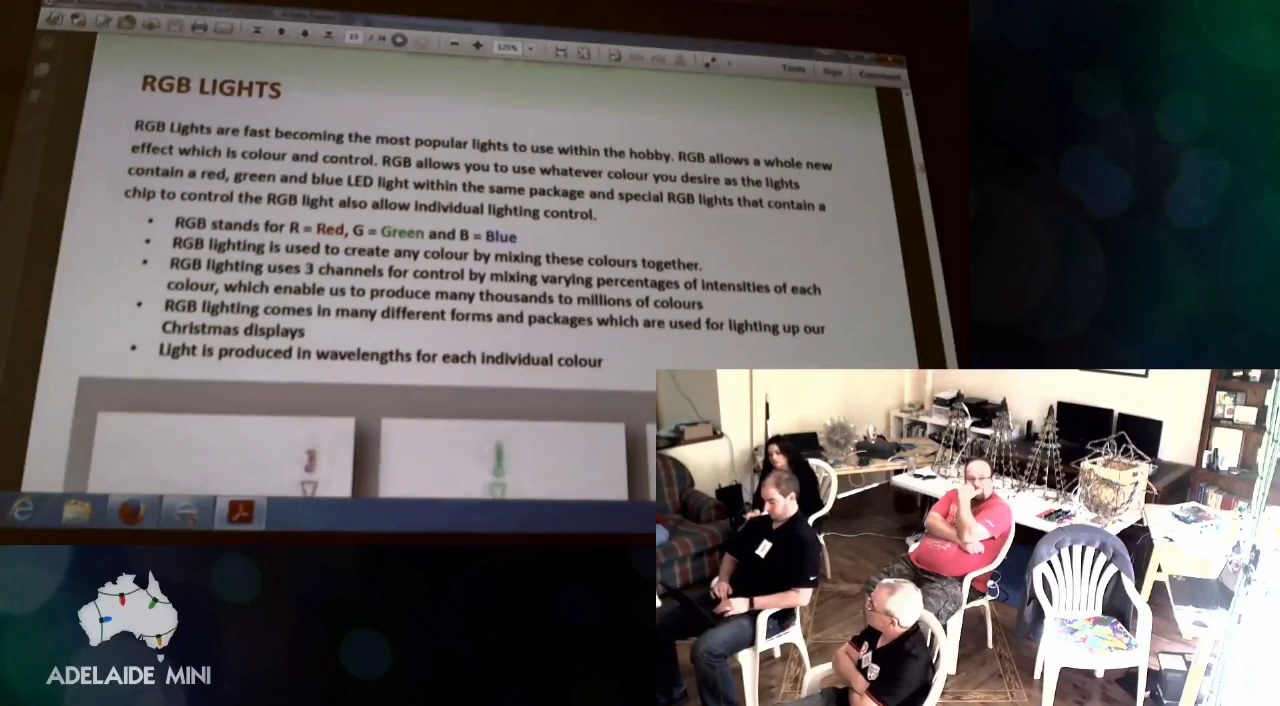 15 / 28
125%
Tools
Sign
Comment
RGB LIGHTS
RGB Lights are fast becoming the most popular lights to use within the hobby. RGB allows a whole new
effect which is colour and control. RGB allows you to use whatever colour you desire as the lights
contain a red, green and blue LED light within the same package and special RGB lights that contain a
chip to control the RGB light also allow individual lighting control.
• RGB stands for R = Red, G = Green and B = Blue
• RGB lighting is used to create any colour by mixing these colours together.
• RGB lighting uses 3 channels for control by mixing varying percentages of intensities of each
colour, which enable us to produce many thousands to millions of colours
• RGB lighting comes in many different forms and packages which are used for lighting up our
Christmas displays
• Light is produced in wavelengths for each individual colour
ADELAIDE MINI